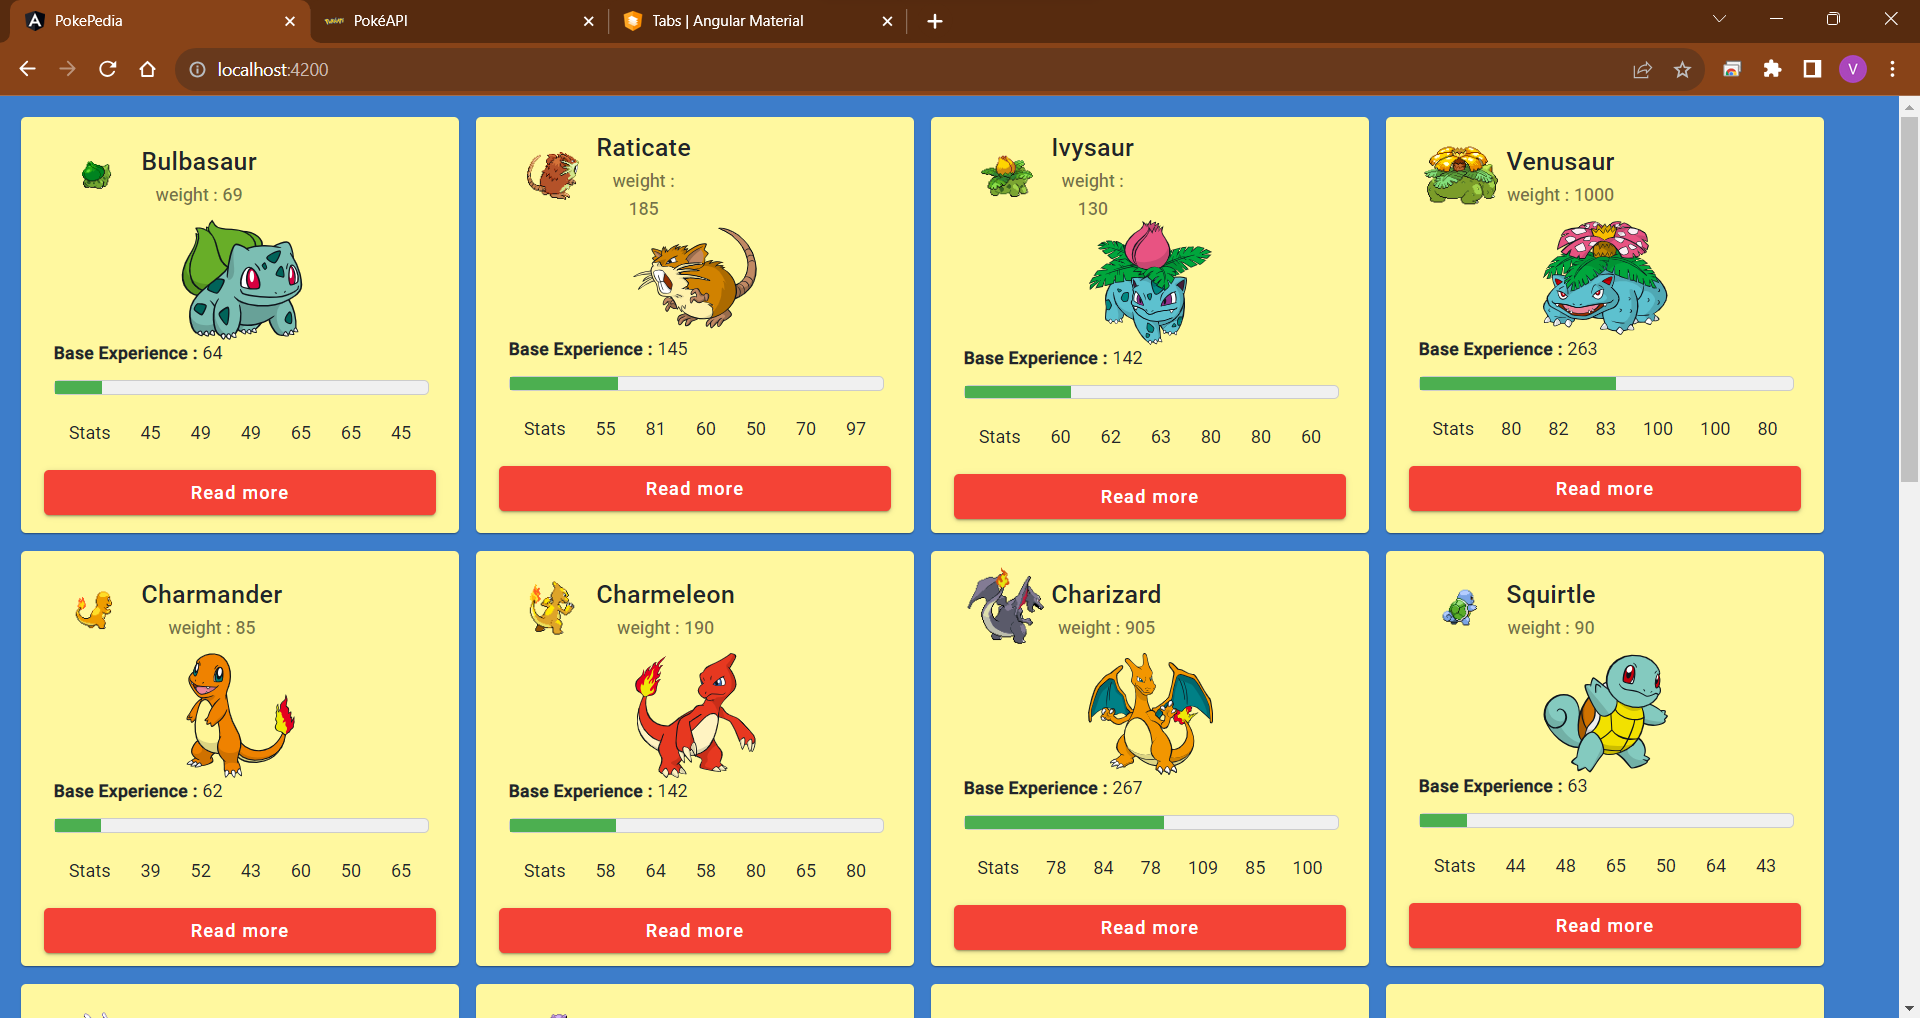 PokePedia
PokéAPI
Tabs | Angular Material
localhost:4200
V
Bulbasaur
weight : 69
Base Experience : 64
Stats 45 49 49 65 65 45
Read more
Raticate
weight :
185
Base Experience : 145
Stats 55 81 60 50 70 97
Read more
Ivysaur
weight :
130
Base Experience : 142
Stats 60 62 63 80 80 60
Read more
Venusaur
weight : 1000
Base Experience : 263
Stats 80 82 83 100 100 80
Read more
Charmander
weight : 85
Base Experience : 62
Stats 39 52 43 60 50 65
Read more
Charmeleon
weight : 190
Base Experience : 142
Stats 58 64 58 80 65 80
Read more
Charizard
weight : 905
Base Experience : 267
Stats 78 84 78 109 85 100
Read more
Squirtle
weight : 90
Base Experience : 63
Stats 44 48 65 50 64 43
Read more